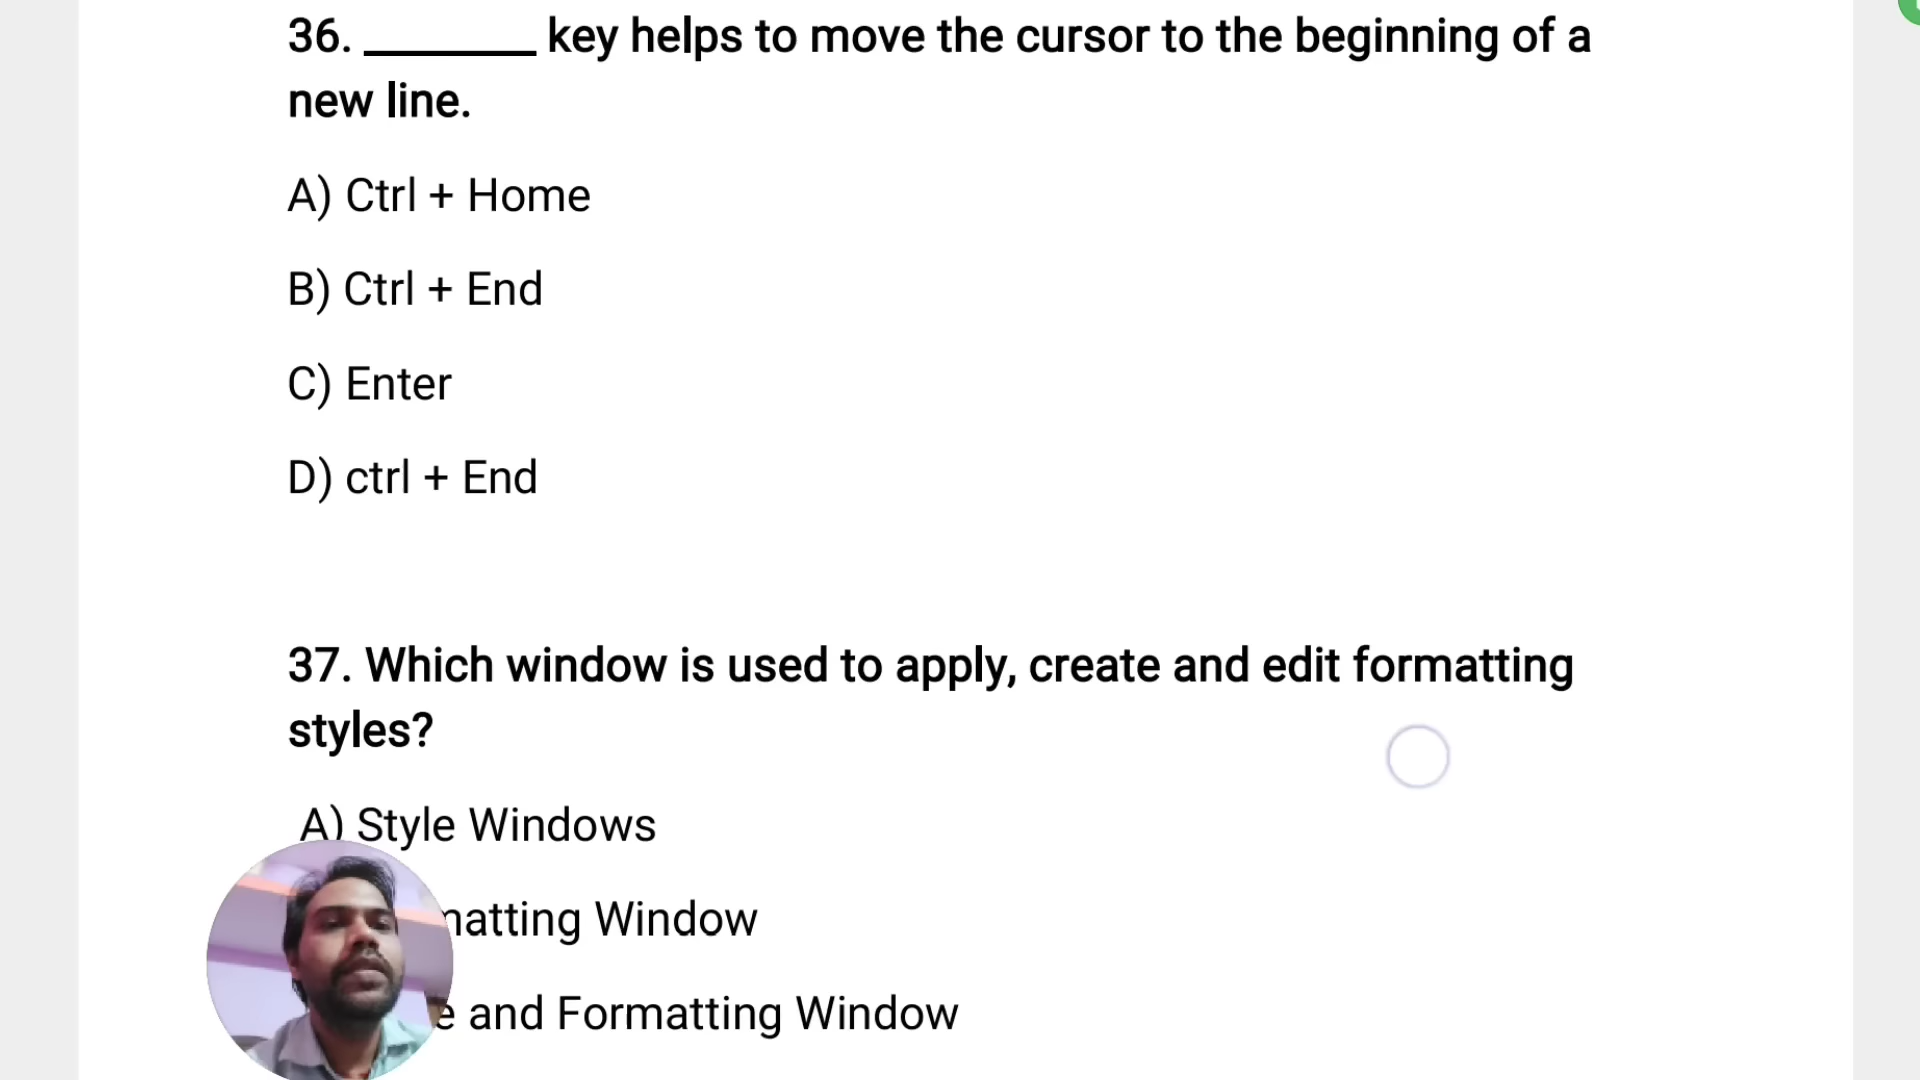 36. _______ key helps to move the cursor to the beginning of a
new line.
A) Ctrl + Home
B) Ctrl + End
C) Enter
D) ctrl + End
37. Which window is used to apply, create and edit formatting
styles?
A) Style Windows
Window
and Formatting Window